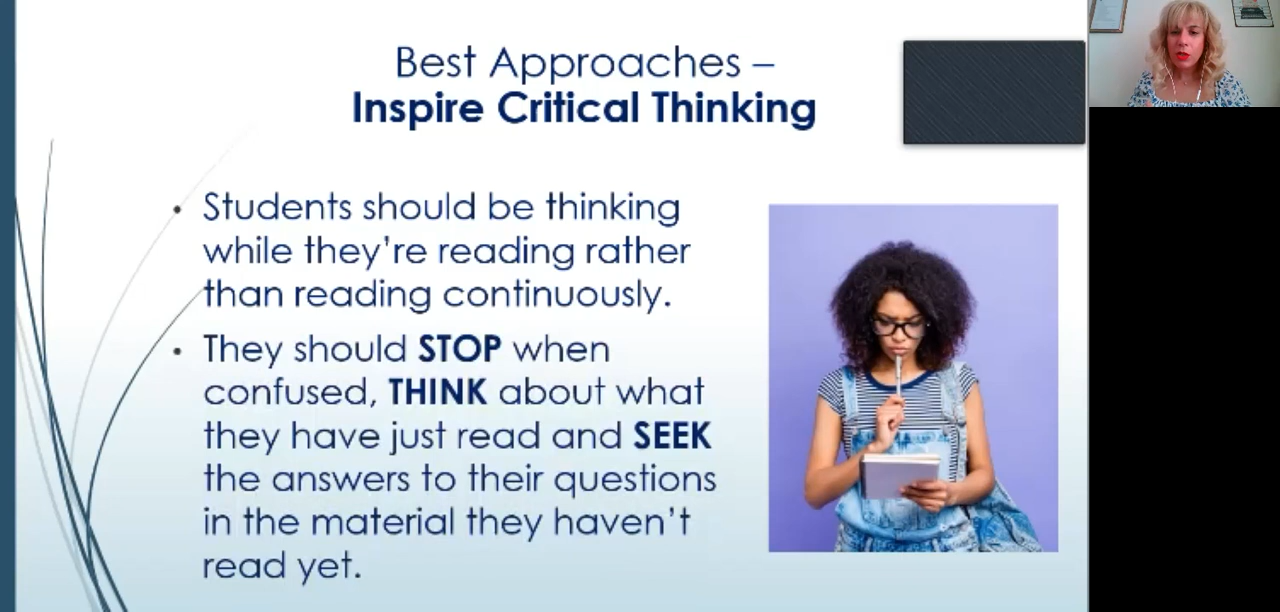 Best Approaches –
Inspire Critical Thinking
• Students should be thinking
while they're reading rather
than reading continuously.
• They should STOP when
confused, THINK about what
they have just read and SEEK
the answers to their questions
in the material they haven't
read yet.